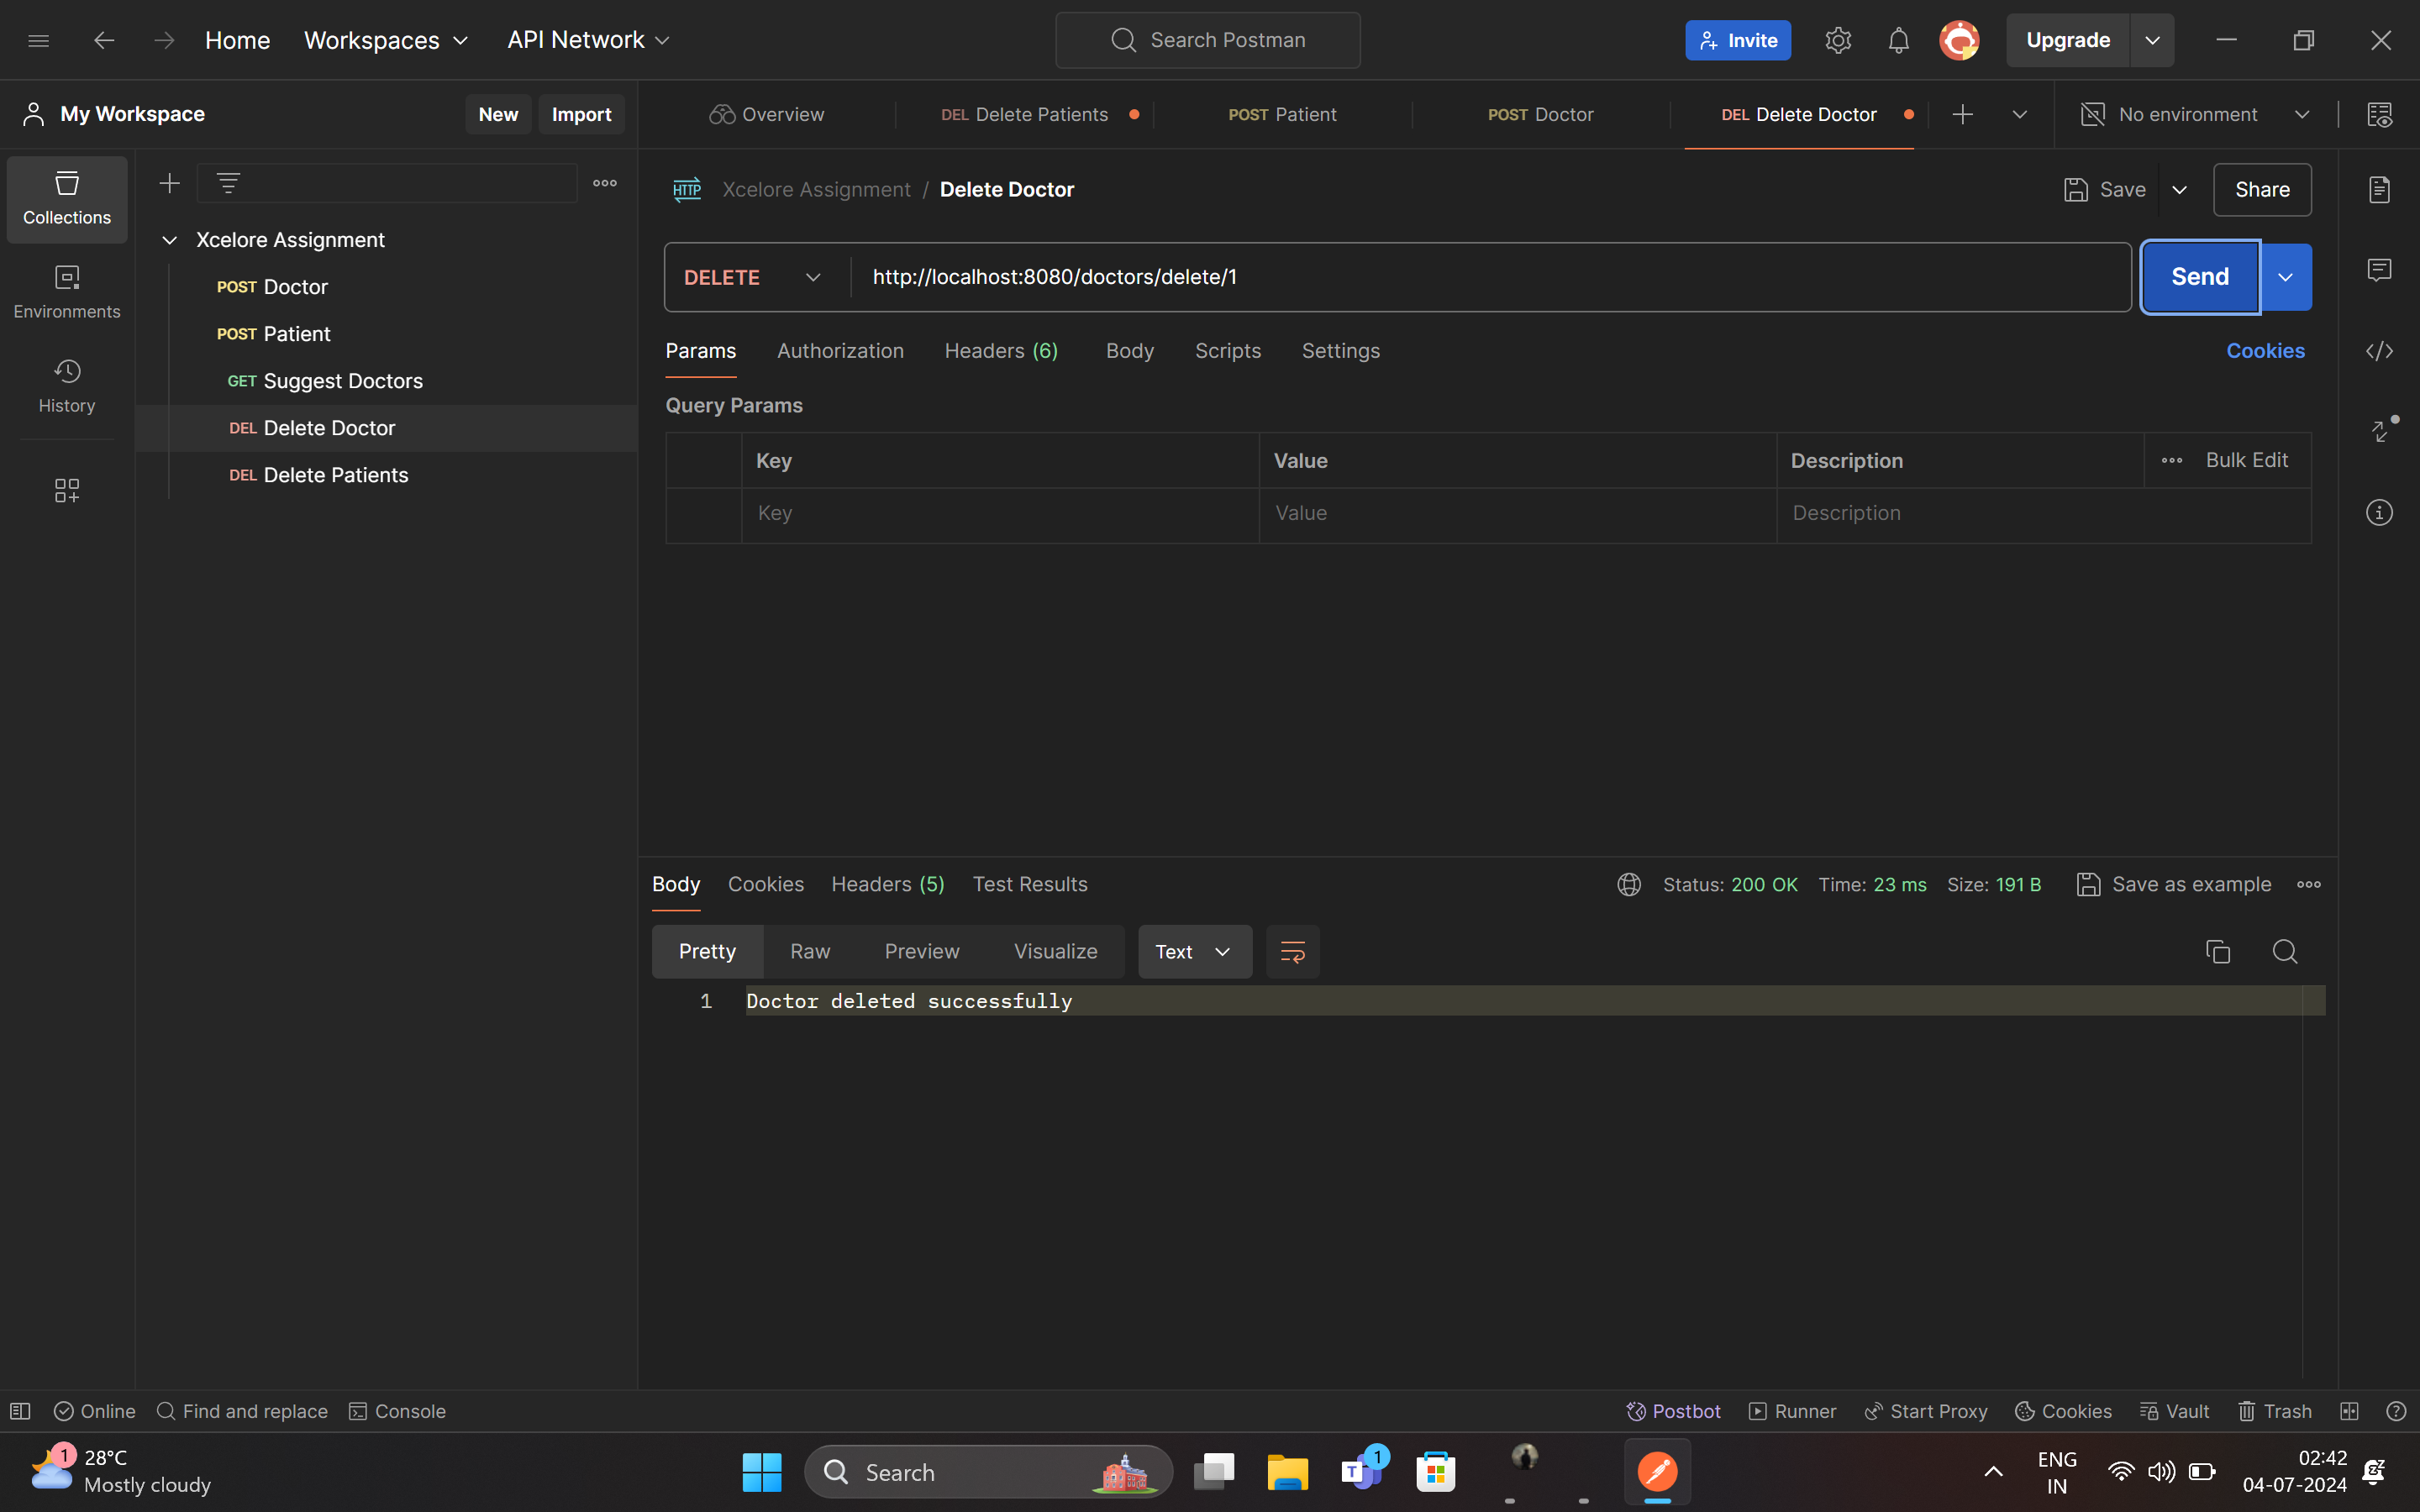 Home Workspaces API Network Search Postman Invite Upgrade
My Workspace New Import Overview DEL Delete Patients POST Patient POST Doctor DEL Delete Doctor No environment
Collections
Environments
History
Xcelore Assignment
POST Doctor
POST Patient
GET Suggest Doctors
DEL Delete Doctor
DEL Delete Patients
HTTP Xcelore Assignment / Delete Doctor Save Share
DELETE http://localhost:8080/doctors/delete/1 Send
Params Authorization Headers (6) Body Scripts Settings Cookies
Query Params
Key Value Description Bulk Edit
Key Value Description
Body Cookies Headers (5) Test Results Status: 200 OK Time: 23 ms Size: 191 B Save as example
Pretty Raw Preview Visualize Text
1 Doctor deleted successfully
Online Find and replace Console Postbot Runner Start Proxy Cookies Vault Trash
1 28°C
Mostly cloudy
Search
T 1
ENG
IN
02:42
04-07-2024